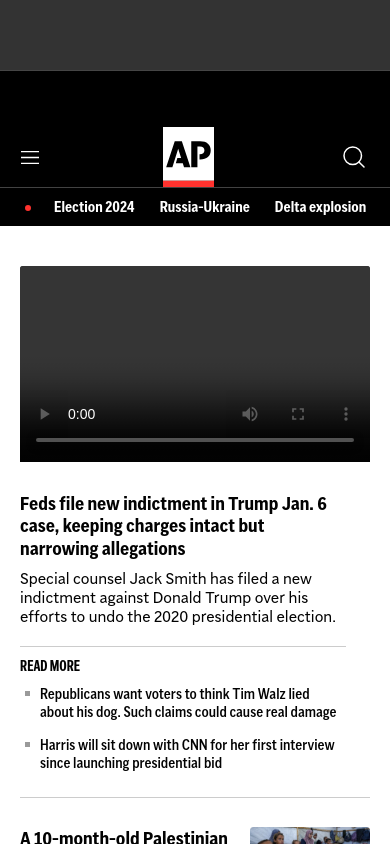 AP
Election 2024
Russia-Ukraine
Delta explosion
0:00
Feds file new indictment in Trump Jan. 6
case, keeping charges intact but
narrowing allegations
Special counsel Jack Smith has filed a new
indictment against Donald Trump over his
efforts to undo the 2020 presidential election.
READ MORE
Republicans want voters to think Tim Walz lied
about his dog. Such claims could cause real damage
Harris will sit down with CNN for her first interview
since launching presidential bid
A 10-month-old Palestinian